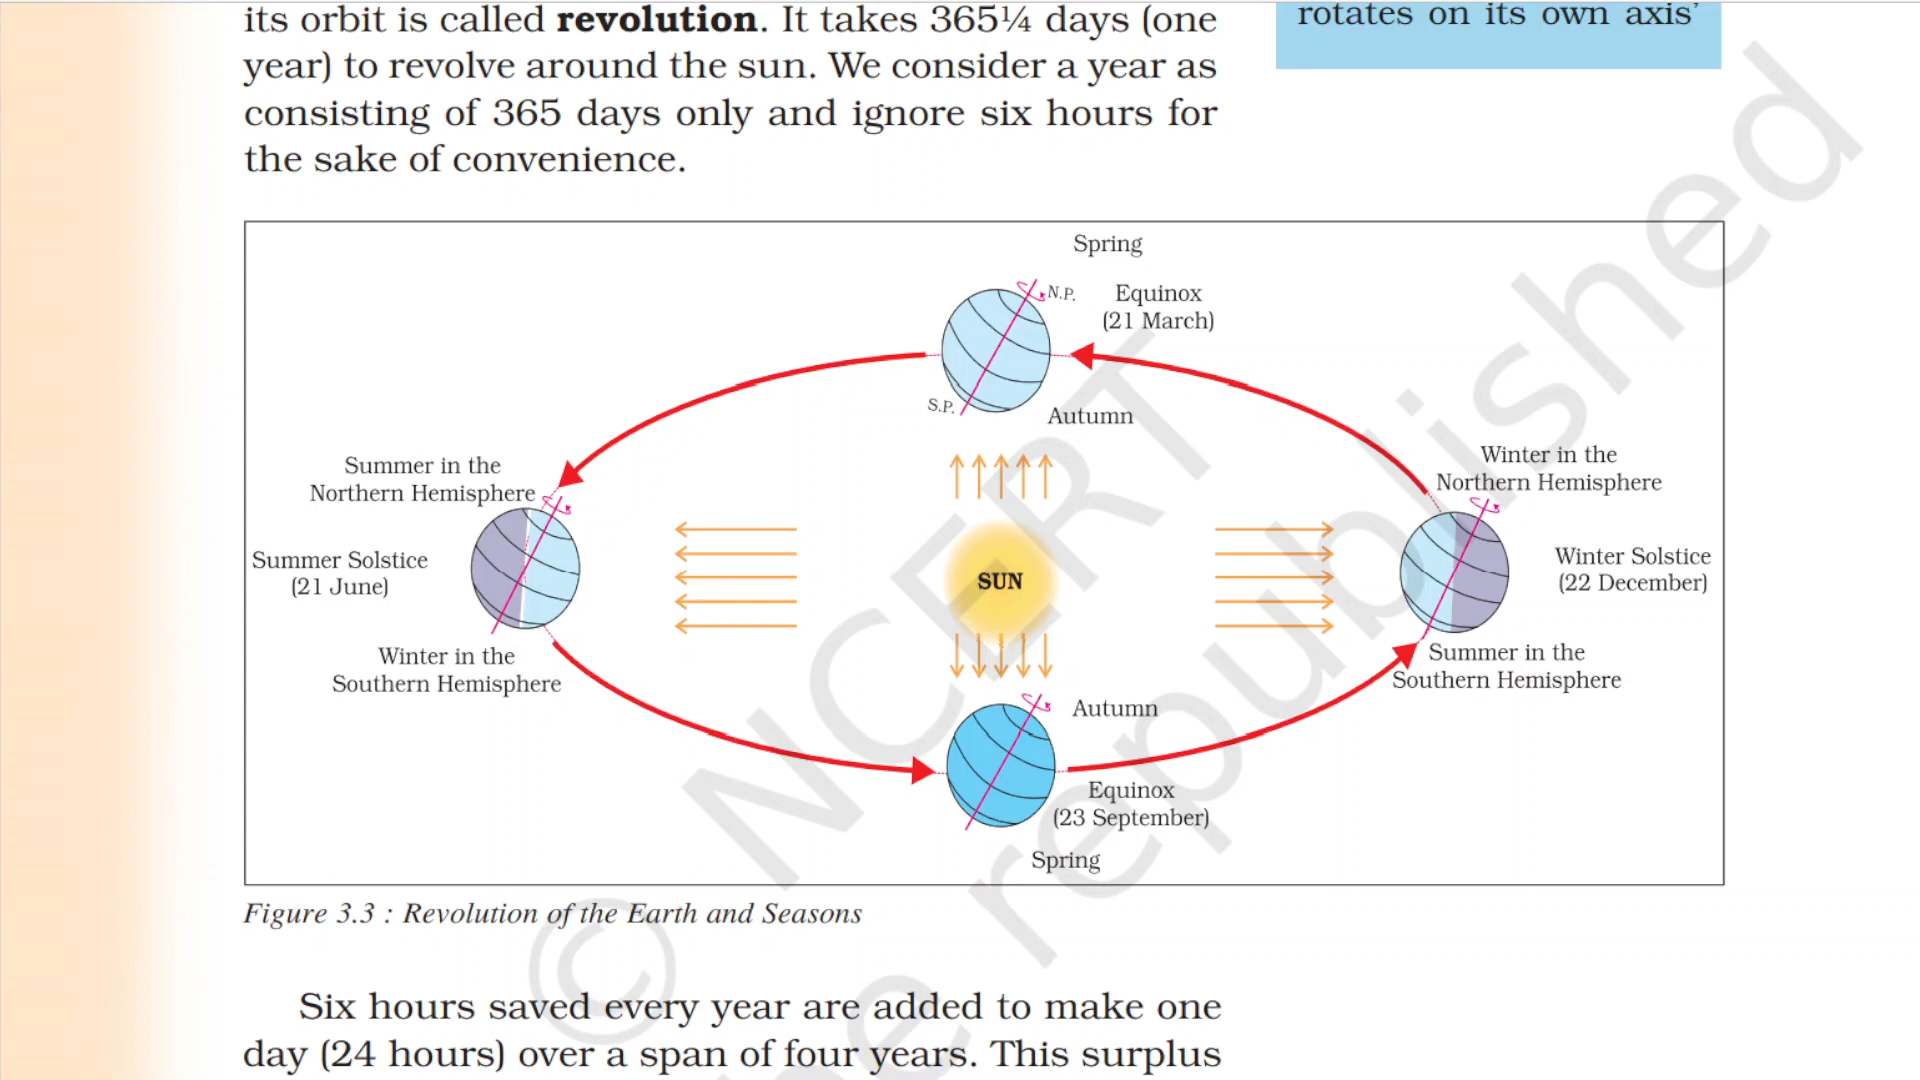 its orbit is called revolution. It takes 365¼ days (one
year) to revolve around the sun. We consider a year as
consisting of 365 days only and ignore six hours for
the sake of convenience.
rotates on its own axis’
Spring
N.P.
Equinox
(21 March)
S.P.
Autumn
Summer in the
Northern Hemisphere
Winter in the
Northern Hemisphere
Summer Solstice
(21 June)
SUN
Winter Solstice
(22 December)
Winter in the
Southern Hemisphere
Summer in the
Southern Hemisphere
Autumn
Equinox
(23 September)
Spring
Figure 3.3 : Revolution of the Earth and Seasons
Six hours saved every year are added to make one
day (24 hours) over a span of four years. This surplus
© NCERT
be republished